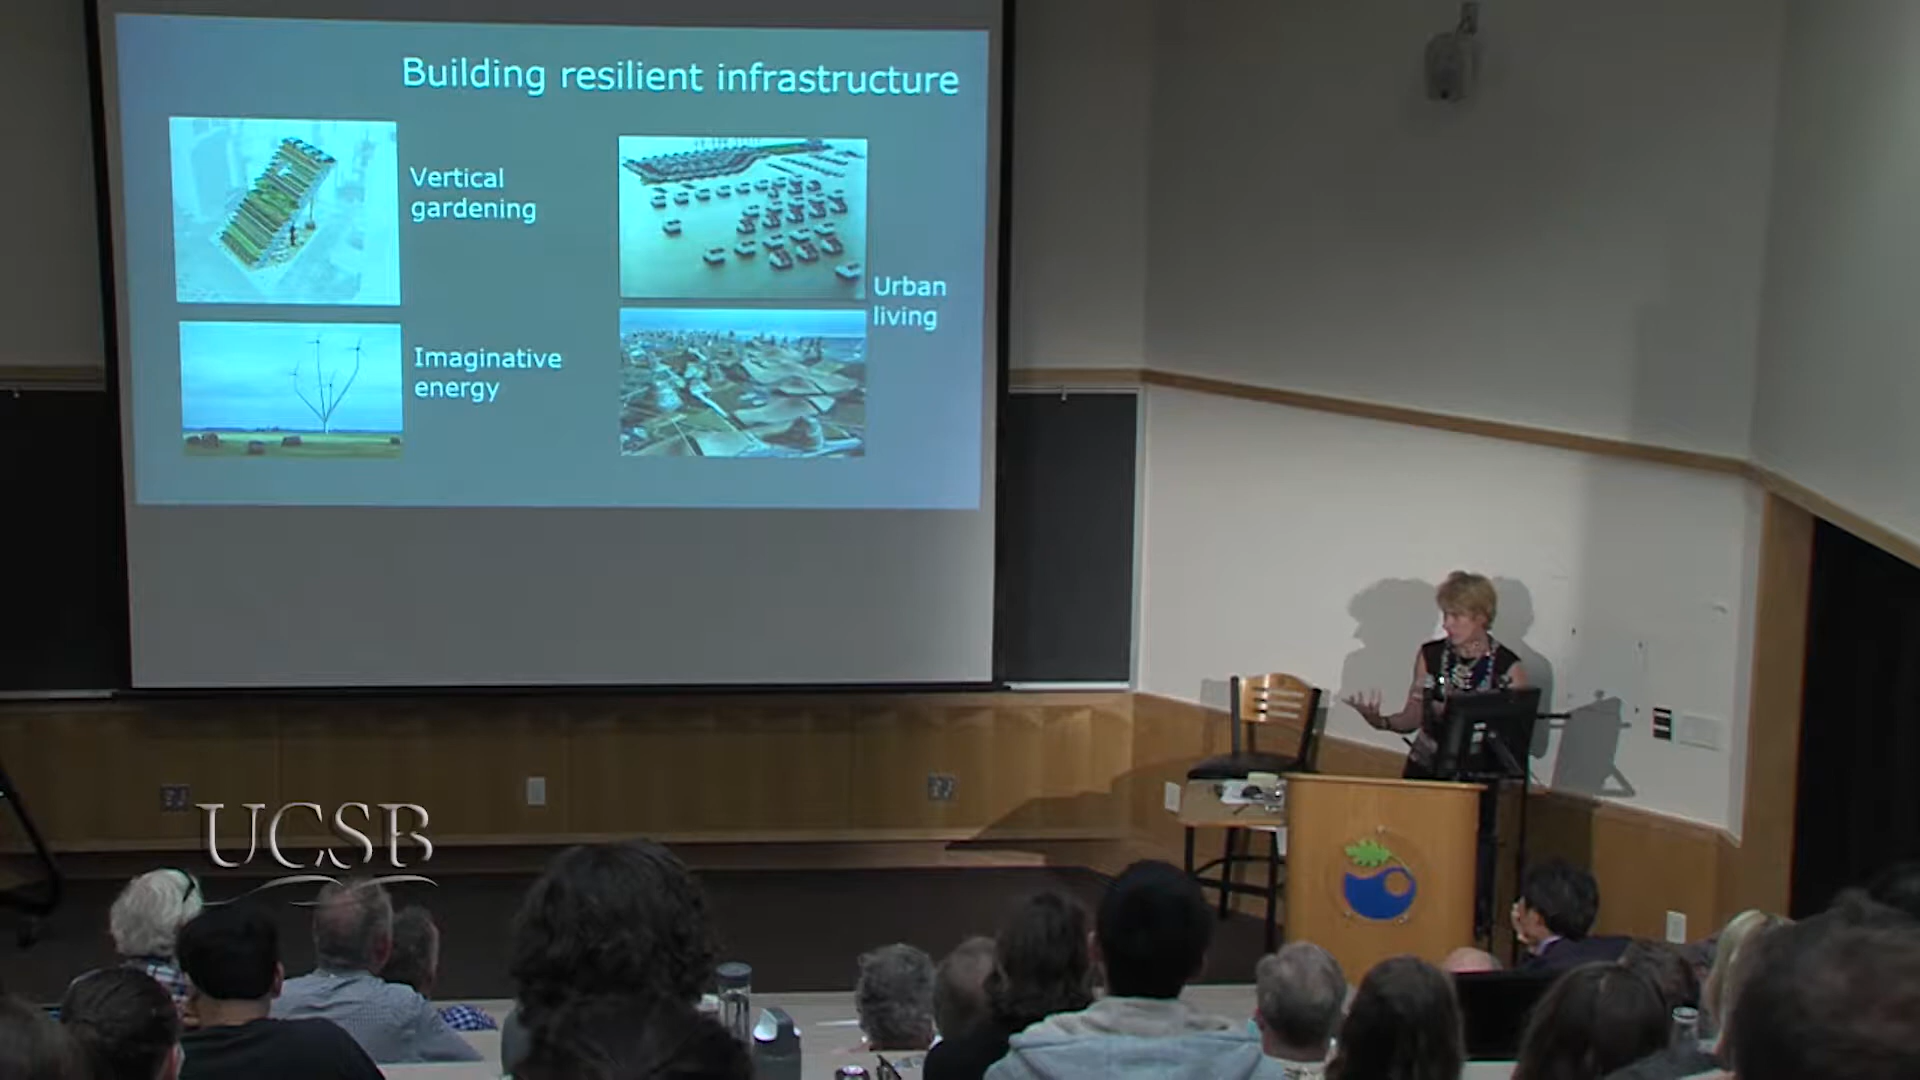 Building resilient infrastructure
Vertical
gardening
Urban
living
Imaginative
energy
UCSB